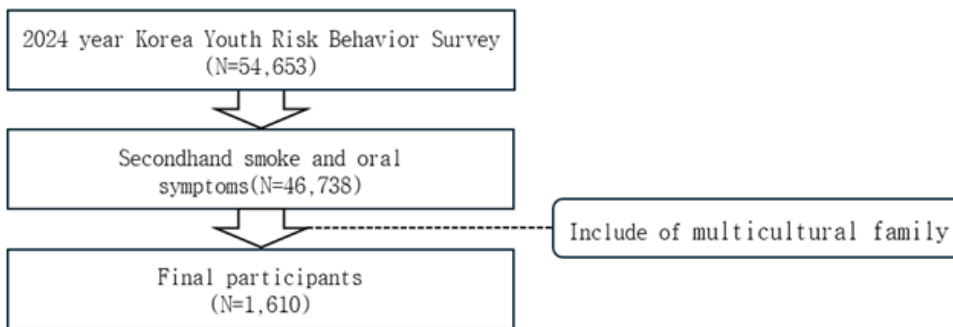 2024 year Korea Youth Risk Behavior Survey
(N=54,653)
Secondhand smoke and oral
symptoms(N=46,738)
Include of multicultural family
Final participants
(N=1,610)